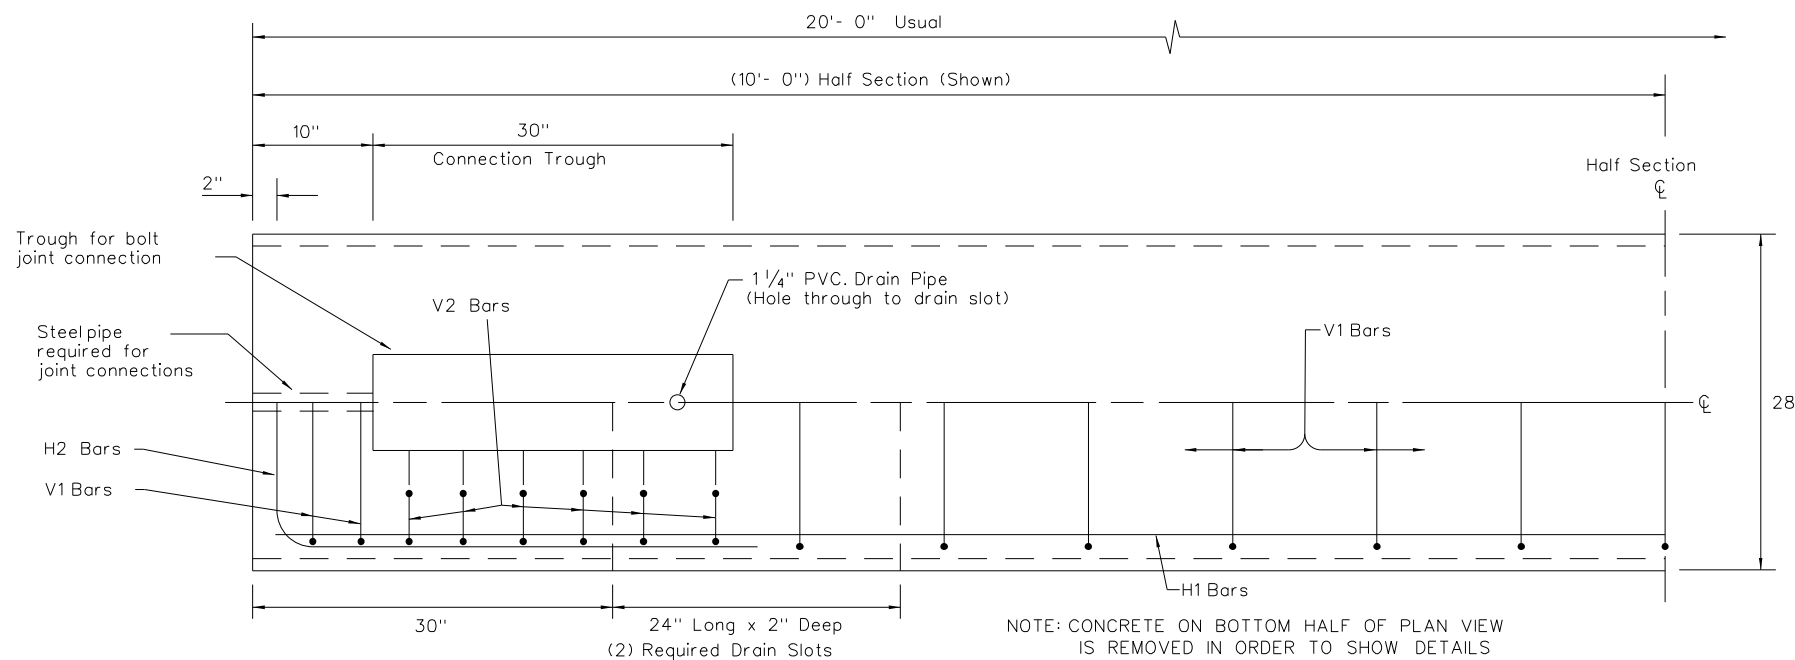 20'- 0" Usual
(10'- 0") Half Section (Shown)
10"
30"
Connection Trough
2"
Half Section
℄
Trough for bolt
joint connection
1 1/4" PVC. Drain Pipe
(Hole through to drain slot)
V2 Bars
Steel pipe
required for
joint connections
V1 Bars
℄
28
H2 Bars
V1 Bars
H1 Bars
30"
24" Long x 2" Deep
(2) Required Drain Slots
NOTE: CONCRETE ON BOTTOM HALF OF PLAN VIEW
IS REMOVED IN ORDER TO SHOW DETAILS